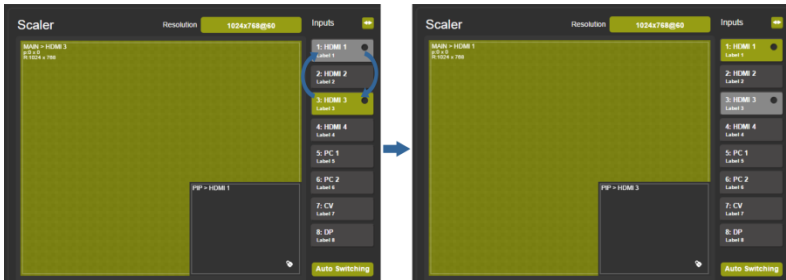 Scaler
Resolution
1024x768@60
Inputs
MAIN > HDMI 3
p:0 x 0
R:1024 x 768
PIP > HDMI 1
1: HDMI 1
Label 1
2: HDMI 2
Label 2
3: HDMI 3
Label 3
4: HDMI 4
Label 4
5: PC 1
Label 5
6: PC 2
Label 6
7: CV
Label 7
8: DP
Label 8
Auto Switching
Scaler
Resolution
1024x768@60
Inputs
MAIN > HDMI 1
p:0 x 0
R:1024 x 768
PIP > HDMI 3
1: HDMI 1
Label 1
2: HDMI 2
Label 2
3: HDMI 3
Label 3
4: HDMI 4
Label 4
5: PC 1
Label 5
6: PC 2
Label 6
7: CV
Label 7
8: DP
Label 8
Auto Switching